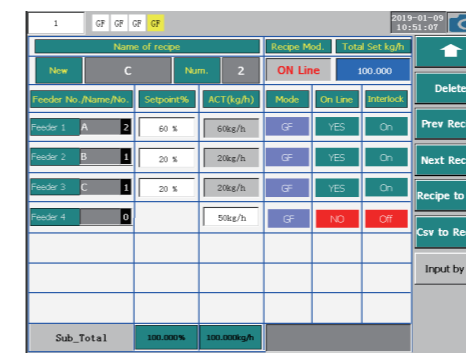 1 GF GF GF GF 2019-01-09
10:51:07
Name of recipe Recipe Mod. Total Set kg/h
New C Num. 2 ON Line 100.000
Feeder No./Name/No. Setpoint% ACT(kg/h) Mode On Line Interlock
Feeder 1 A 2 60 % 60kg/h GF YES On
Feeder 2 B 1 20 % 20kg/h GF YES On
Feeder 3 C 1 20 % 20kg/h GF YES On
Feeder 4 0 50kg/h GF NO Off
Sub_Total 100.000% 100.000kg/h
Delete
Prev Rec
Next Rec
Recipe to
Csv to Re
Input by